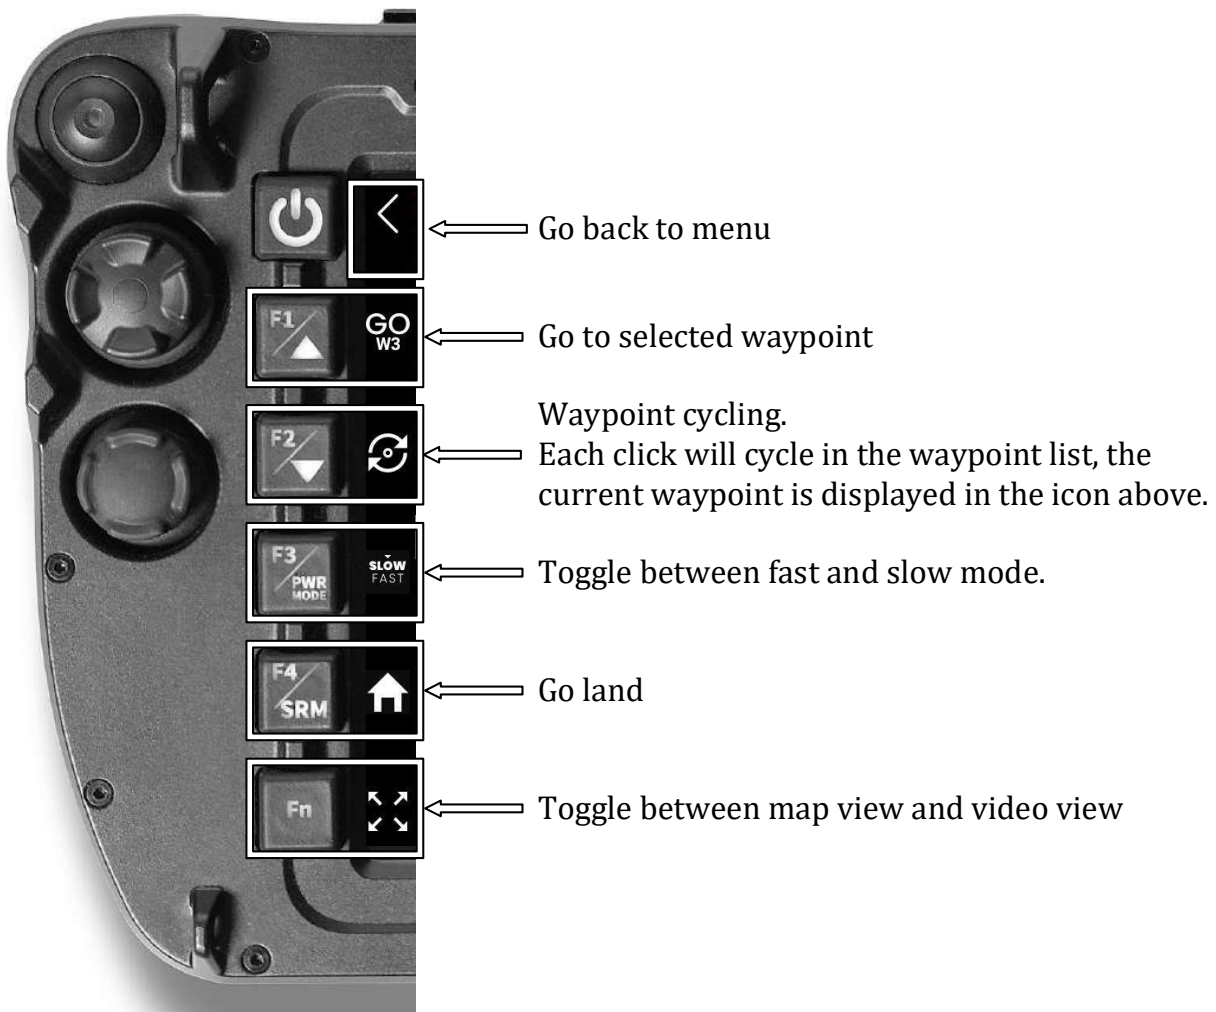 Go back to menu
F1
GO
W3
Go to selected waypoint
Waypoint cycling.
F2
Each click will cycle in the waypoint list, the
current waypoint is displayed in the icon above.
F3
PWR
MODE
SLOW
FAST
Toggle between fast and slow mode.
F4
SRM
Go land
Fn
Toggle between map view and video view